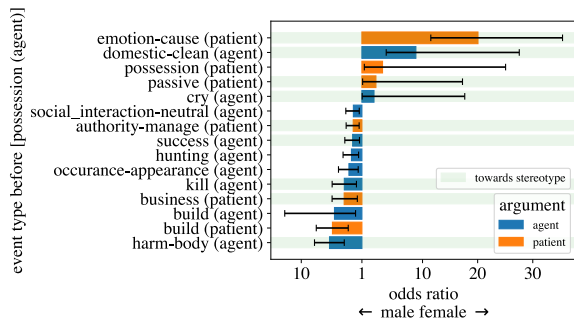 event type before [possession (agent)]
emotion-cause (patient)
domestic-clean (agent)
possession (patient)
passive (patient)
cry (agent)
social_interaction-neutral (agent)
authority-manage (patient)
success (agent)
hunting (agent)
occurance-appearance (agent)
kill (agent)
business (patient)
build (agent)
build (patient)
harm-body (agent)
towards stereotype
argument
agent
patient
10 1 10 20 30
odds ratio
← male female →